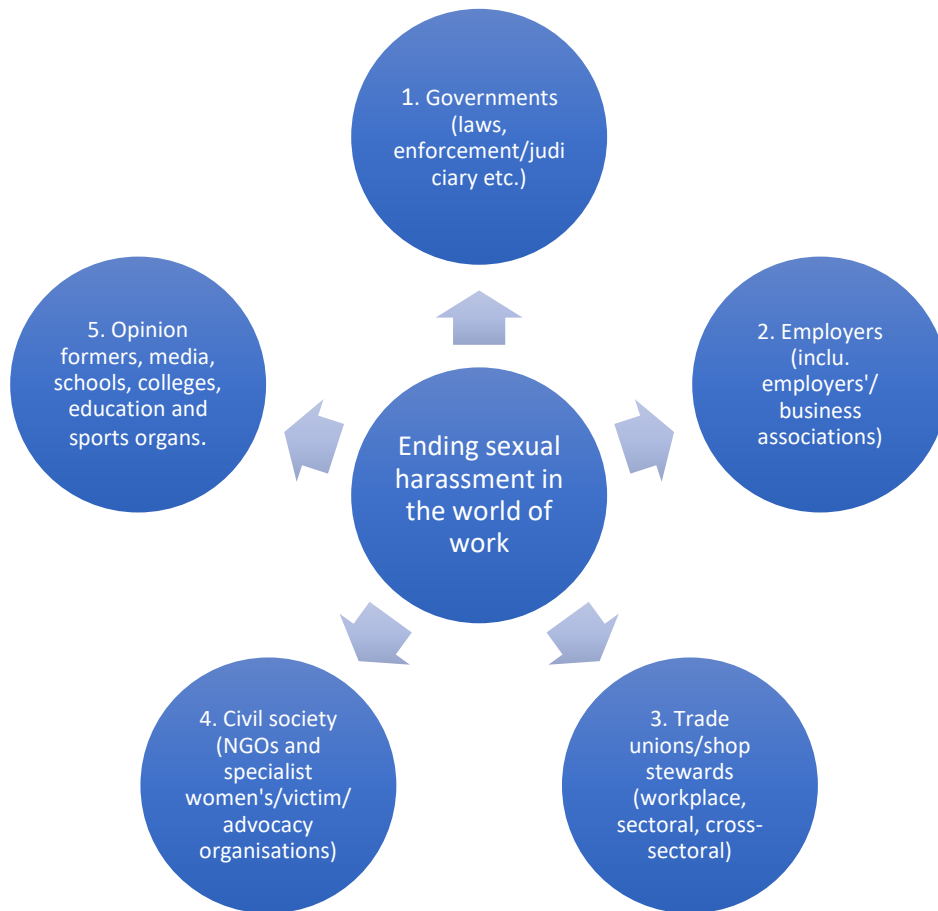 1. Governments
(laws,
enforcement/judi
ciary etc.)
2. Employers
(inclu.
employers'/
business
associations)
3. Trade
unions/shop
stewards
(workplace,
sectoral, cross-
sectoral)
4. Civil society
(NGOs and
specialist
women's/victim/
advocacy
organisations)
5. Opinion
formers, media,
schools, colleges,
education and
sports organs.
Ending sexual
harassment in
the world of
work